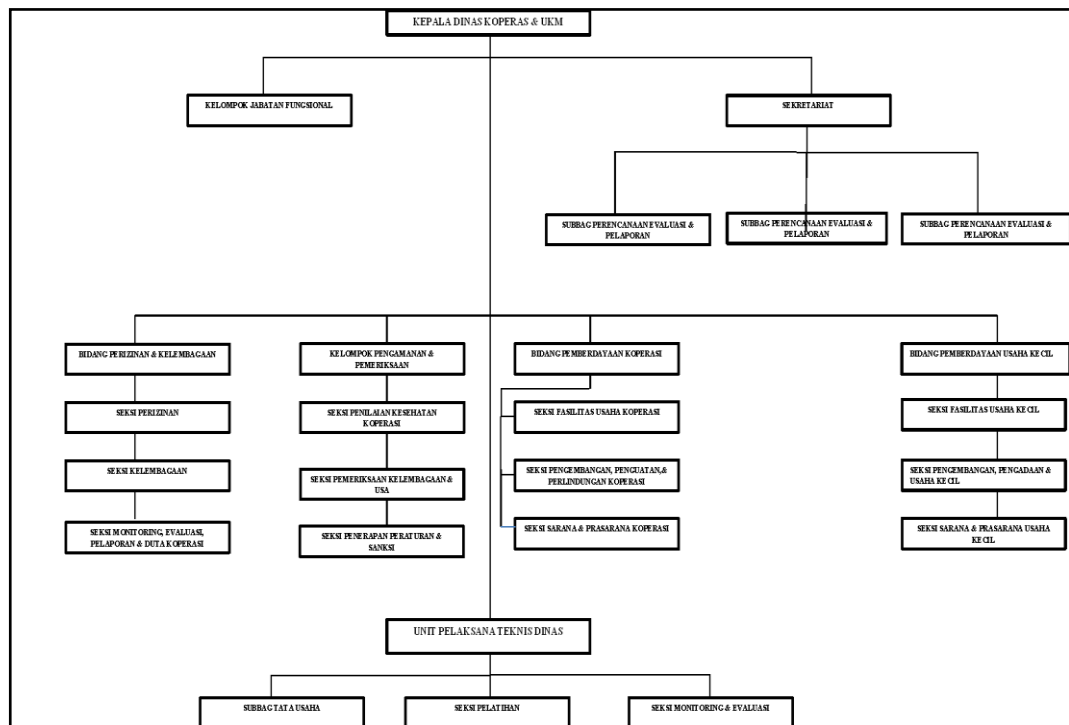 KEPALA DINAS KOPERAS & UKM
KELOMPOK JABATAN FUNGSIONAL
SEKRETARIAT
SUBBAG PERENCANAAN EVALUASI &
PELAPORAN
SUBBAG PERENCANAAN EVALUASI &
PELAPORAN
SUBBAG PERENCANAAN EVALUASI &
PELAPORAN
BIDANG PERIZINAN & KELEMBAGAAN
KELOMPOK PENGAMANAN &
PEMERIKSAAN
BIDANG PEMBERDAYAAN KOPERASI
BIDANG PEMBERDAYAAN USAHA KECIL
SEKSI PERIZINAN
SEKSI PENILAIAN KESEHATAN
KOPERASI
SEKSI FASILITAS USAHA KOPERASI
SEKSI FASILITAS USAHA KECIL
SEKSI KELEMBAGAAN
SEKSI PEMERIKSAAN KELEMBAGAAN &
USA
SEKSI PENGEMBANGAN, PENGUATAN,&
PERLINDUNGAN KOPERASI
SEKSI PENGEMBANGAN, PENGADAAN &
USAHA KECIL
SEKSI MONITORING, EVALUASI,
PELAPORAN & DUTA KOPERASI
SEKSI PENERAPAN PERATURAN &
SANKSI
SEKSI SARANA & PRASARANA KOPERASI
SEKSI SARANA & PRASARANA USAHA
KECIL
UNIT PELAKSANA TEKNIS DINAS
SUBBAG TATA USAHA
SEKSI PELATIHAN
SEKSI MONITORING & EVALUASI